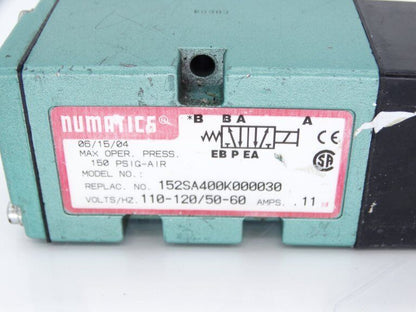 NUMATICS
*B B A A
EB P EA
06/15/04
MAX OPER. PRESS.
150 PSIG-AIR
MODEL NO.:
REPLAC. NO. 152SA400K000030
VOLTS/HZ. 110-120/50-60 AMPS. .11
CE
SA